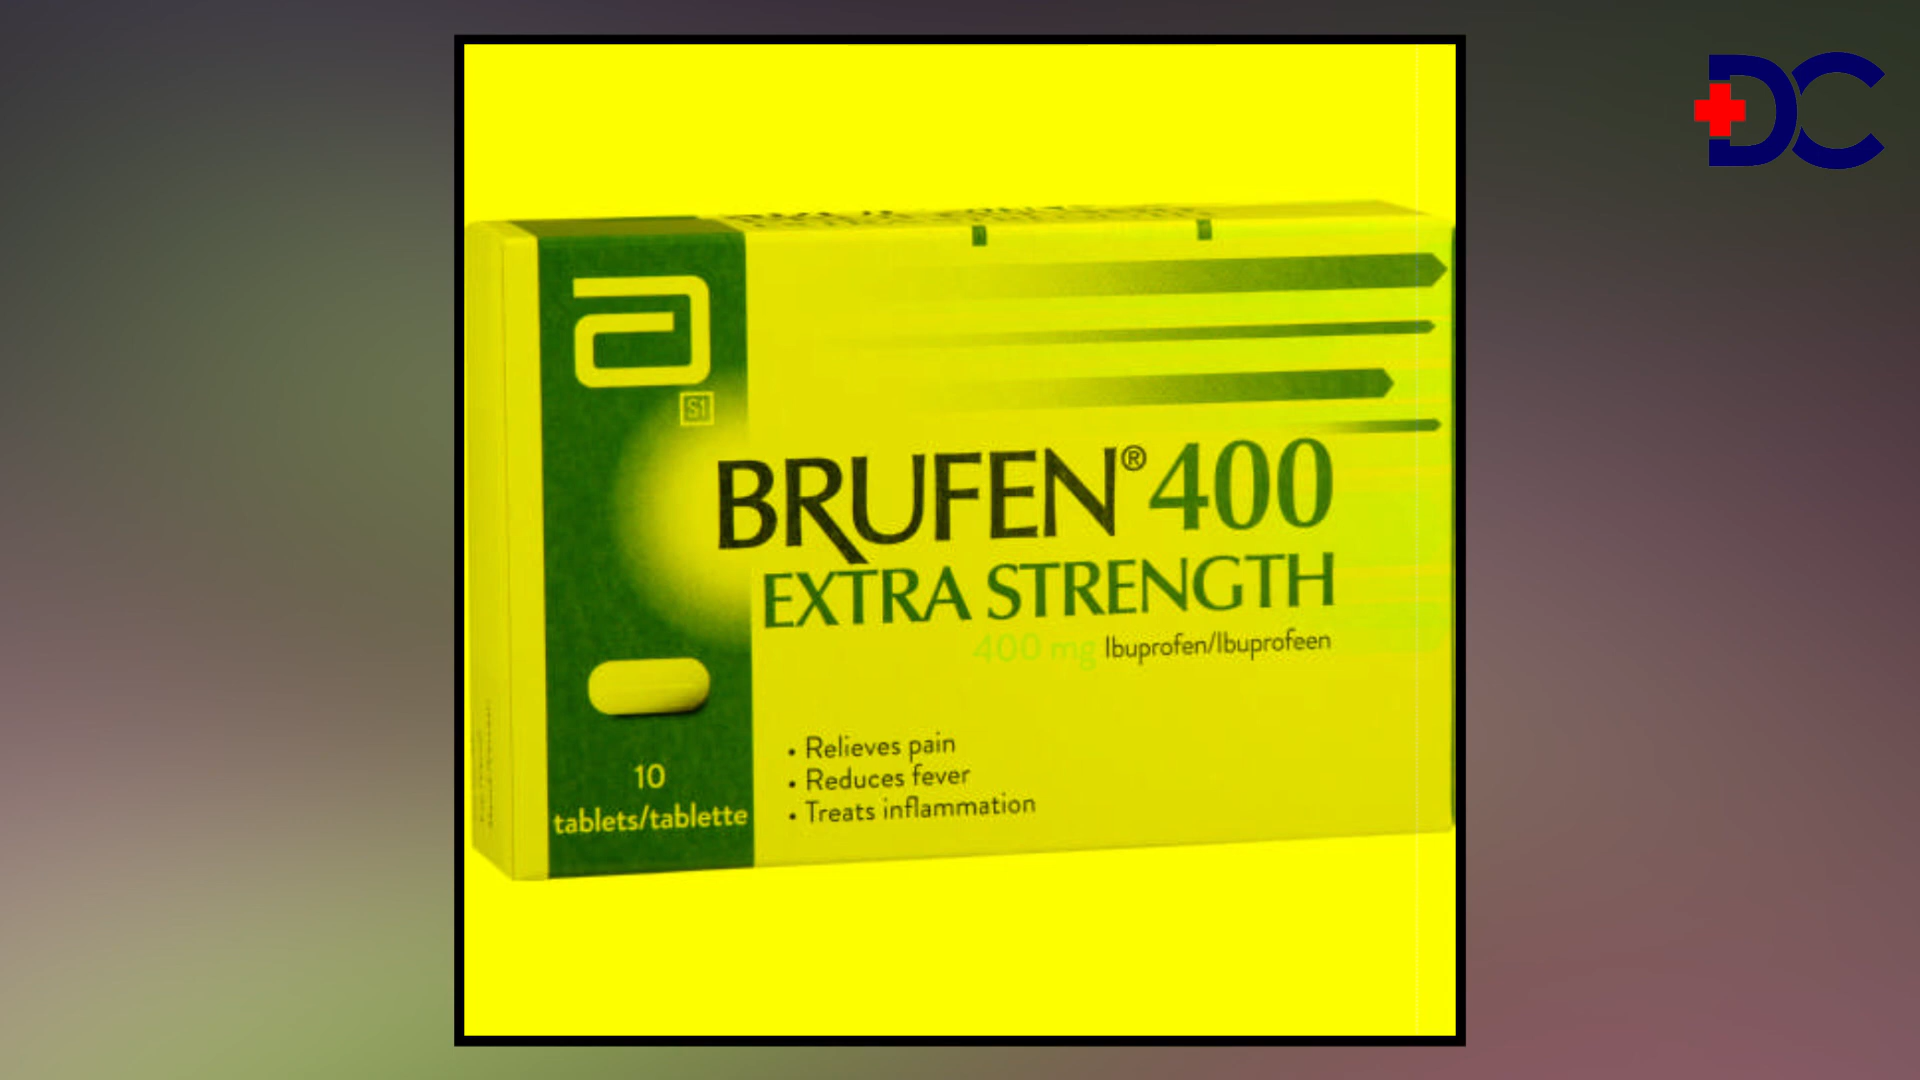 DC
S1
BRUFEN® 400
EXTRA STRENGTH
400 mg Ibuprofen/Ibuprofeen
• Relieves pain
• Reduces fever
• Treats inflammation
10
tablets/tablette